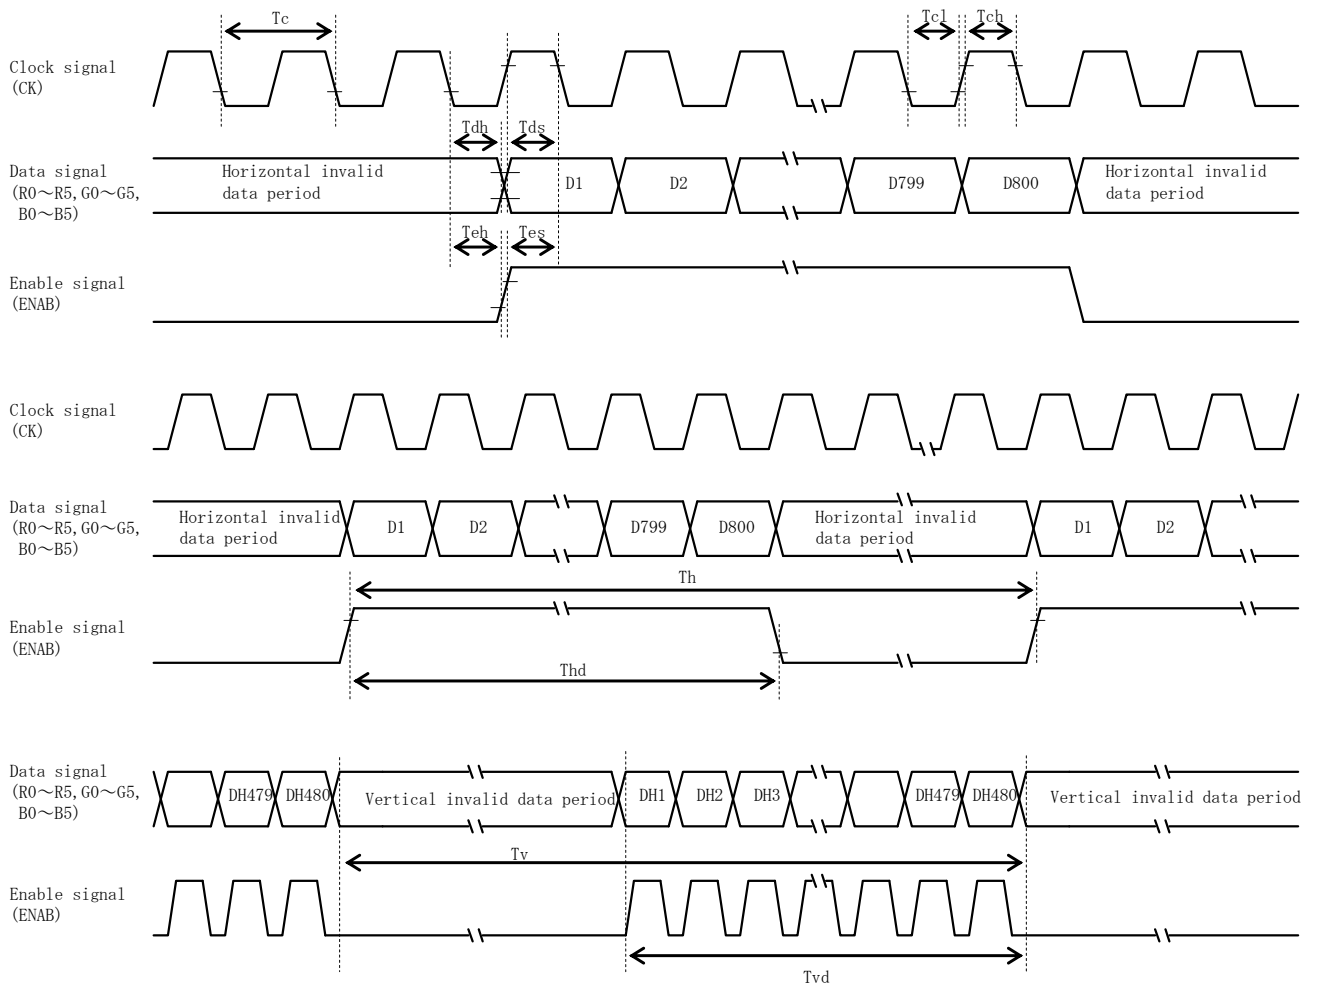 Tc
Tcl
Tch
Clock signal
(CK)
Tdh
Tds
Data signal
(R0～R5,G0～G5,
B0～B5)
Horizontal invalid
data period
D1
D2
D799
D800
Horizontal invalid
data period
Teh
Tes
Enable signal
(ENAB)
Clock signal
(CK)
Data signal
(R0～R5,G0～G5,
B0～B5)
Horizontal invalid
data period
D1
D2
D799
D800
Horizontal invalid
data period
D1
D2
Th
Enable signal
(ENAB)
Thd
Data signal
(R0～R5,G0～G5,
B0～B5)
DH479
DH480
Vertical invalid data period
DH1
DH2
DH3
DH479
DH480
Vertical invalid data period
Tv
Enable signal
(ENAB)
Tvd